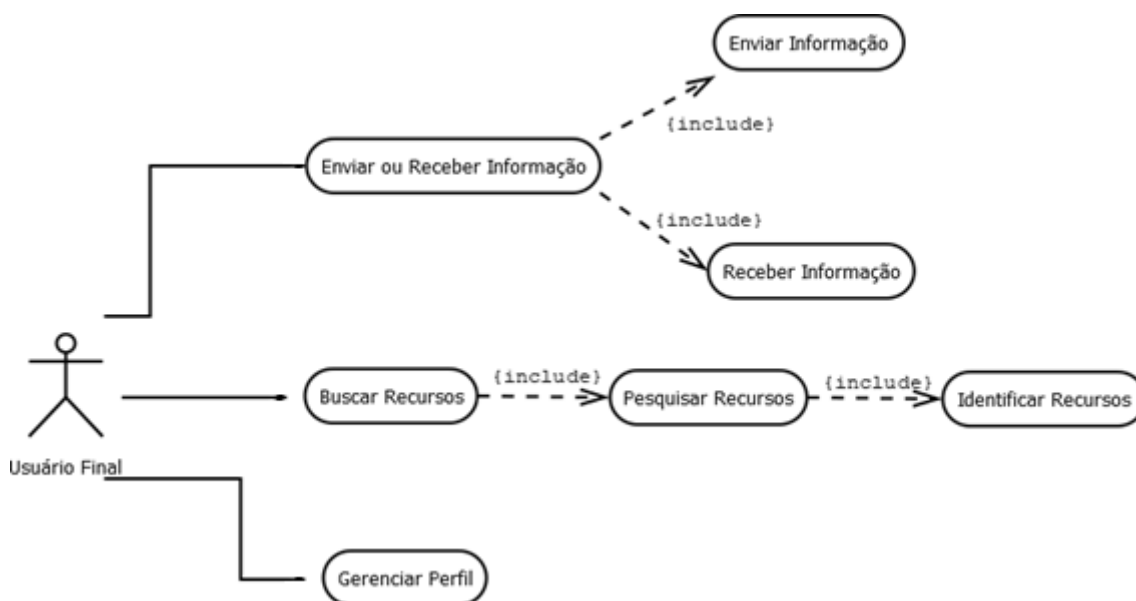 Enviar Informação
{include}
Enviar ou Receber Informação
{include}
Receber Informação
Buscar Recursos
{include}
Pesquisar Recursos
{include}
Identificar Recursos
Usuário Final
Gerenciar Perfil